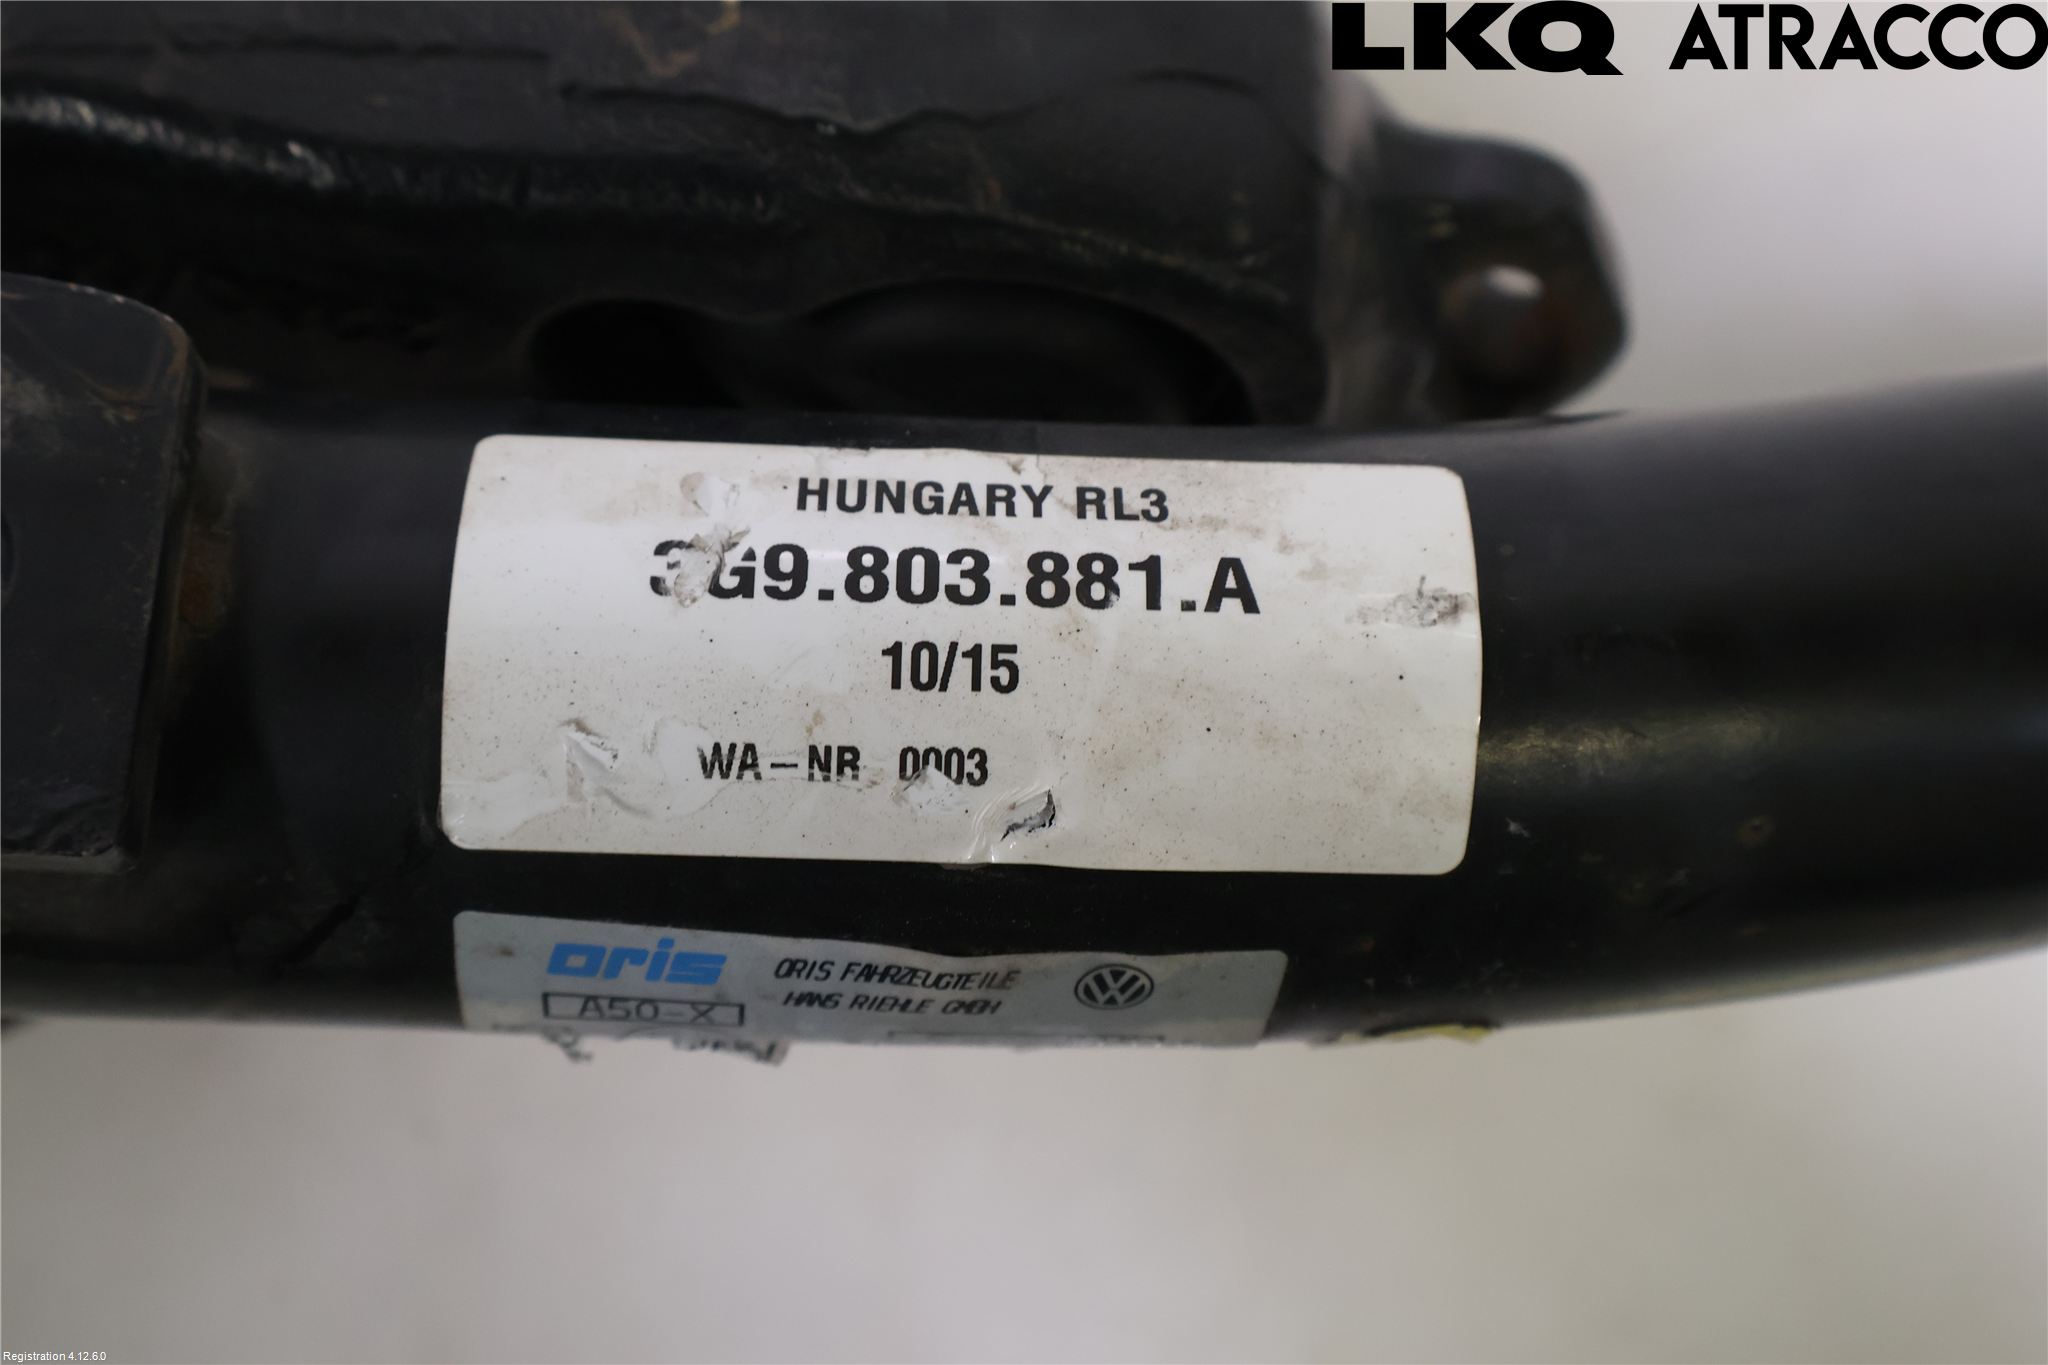 LKQ ATRACCO
HUNGARY RL3
3G9.803.881.A
10/15
WA-NR 0003
oris
ORIS FAHRZEUGTEILE
HANS RIEHLE GMBH
A50-X
Registration 4.12.6.0